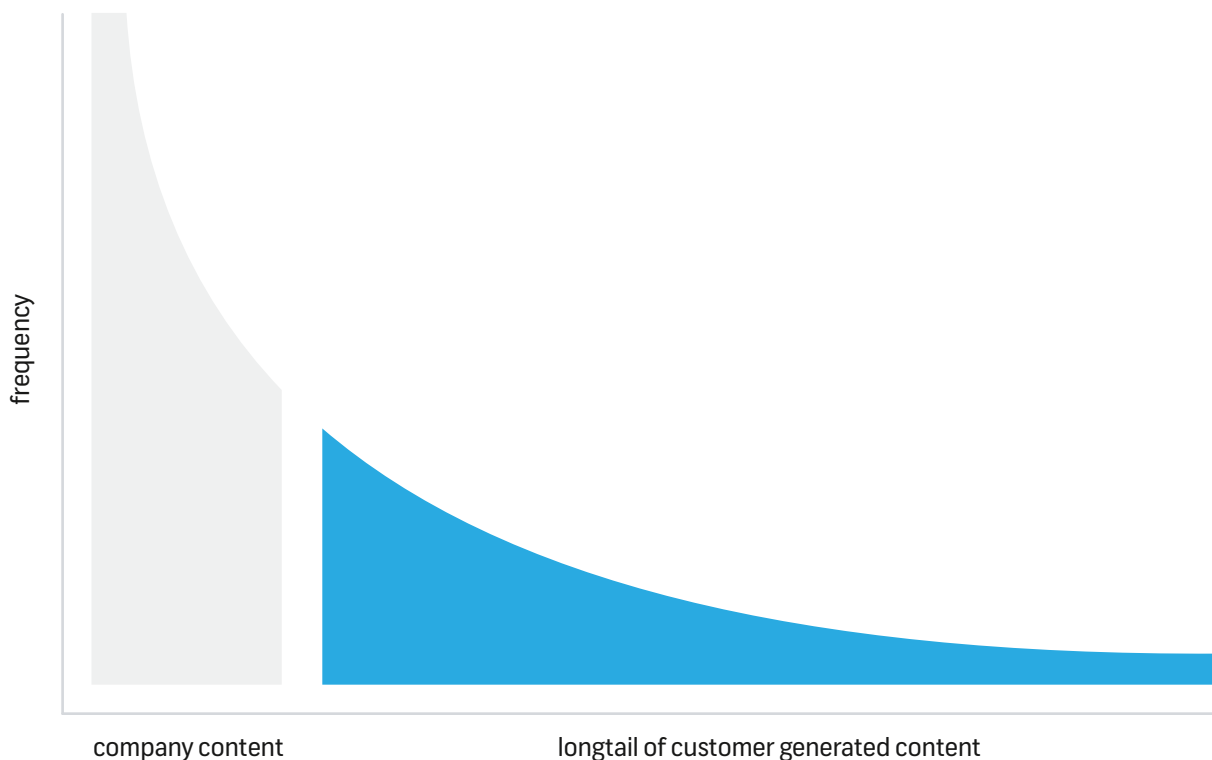 frequency
company content
longtail of customer generated content